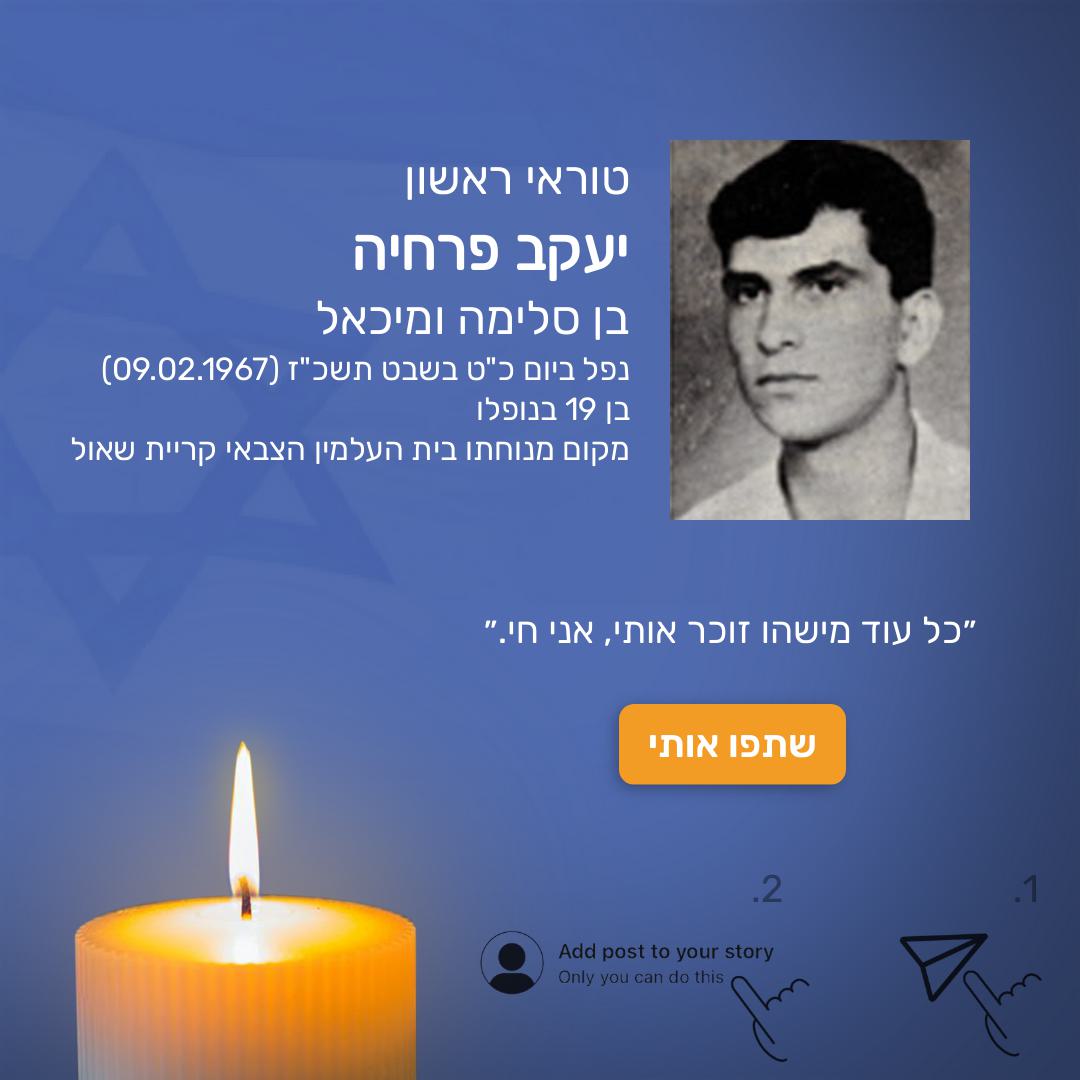 טוראי ראשון
יעקב פרחיה
בן סלימה ומיכאל
נפל ביום כ"ט בשבט תשכ"ז (09.02.1967)
בן 19 בנופלו
מקום מנוחתו בית העלמין הצבאי קריית שאול
״כל עוד מישהו זוכר אותי, אני חי.״
שתפו אותי
1.
2.
Add post to your story
Only you can do this